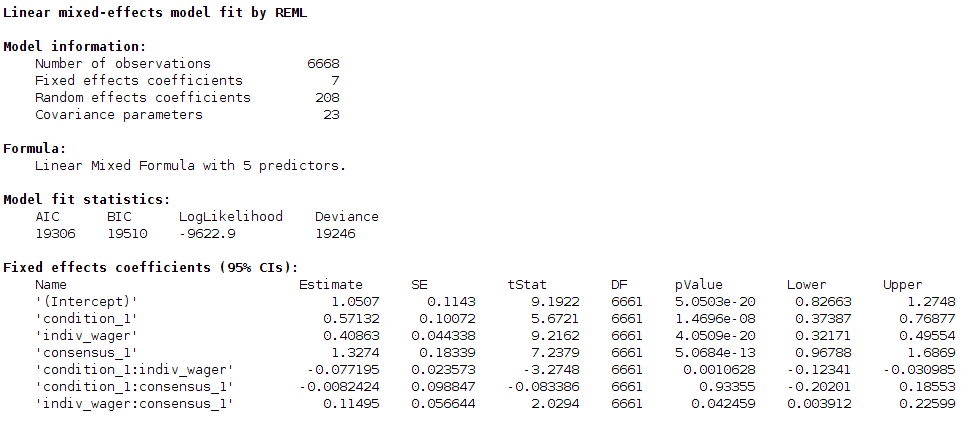 Linear mixed-effects model fit by REML
Model information:
Number of observations 6668
Fixed effects coefficients 7
Random effects coefficients 208
Covariance parameters 23
Formula:
Linear Mixed Formula with 5 predictors.
Model fit statistics:
AIC BIC LogLikelihood Deviance
19306 19510 -9622.9 19246
Fixed effects coefficients (95% CIs):
Name Estimate SE tStat DF pValue Lower Upper
'(Intercept)' 1.0507 0.1143 9.1922 6661 5.0503e-20 0.82663 1.2748
'condition_1' 0.57132 0.10072 5.6721 6661 1.4696e-08 0.37387 0.76877
'indiv_wager' 0.40863 0.044338 9.2162 6661 4.0509e-20 0.32171 0.49554
'consensus_1' 1.3274 0.18339 7.2379 6661 5.0684e-13 0.96788 1.6869
'condition_1:indiv_wager' -0.077195 0.023573 -3.2748 6661 0.0010628 -0.12341 -0.030985
'condition_1:consensus_1' -0.0082424 0.098847 -0.083386 6661 0.93355 -0.20201 0.18553
'indiv_wager:consensus_1' 0.11495 0.056644 2.0294 6661 0.042459 0.003912 0.22599